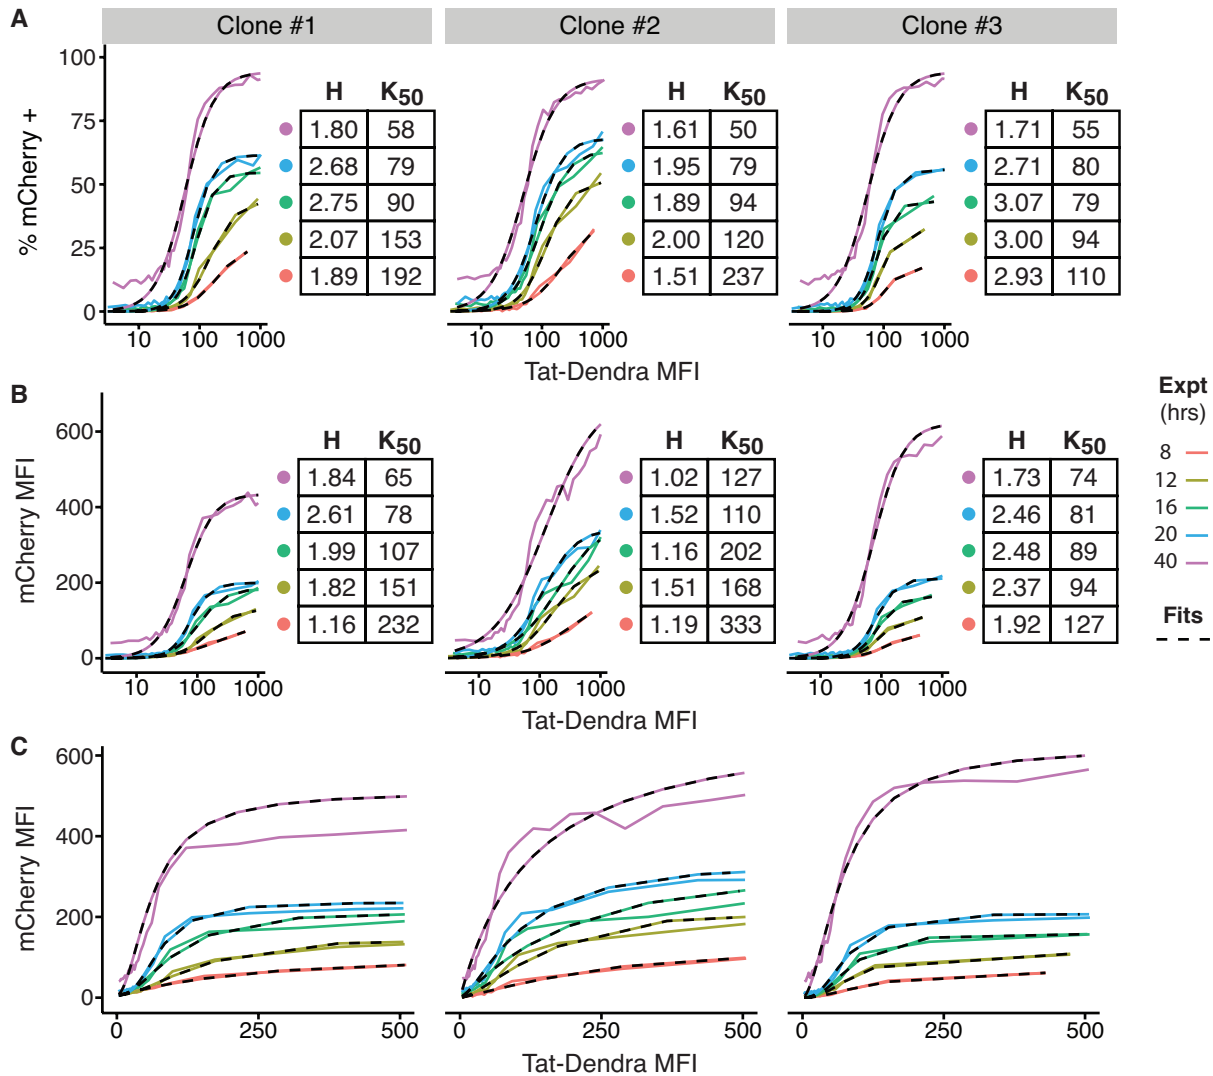 A
Clone #1
Clone #2
Clone #3
100
75
50
25
0
% mCherry +
H K50
1.80 58
2.68 79
2.75 90
2.07 153
1.89 192
H K50
1.61 50
1.95 79
1.89 94
2.00 120
1.51 237
H K50
1.71 55
2.71 80
3.07 79
3.00 94
2.93 110
10 100 1000
10 100 1000
10 100 1000
Tat-Dendra MFI
B
600
400
200
0
mCherry MFI
H K50
1.84 65
2.61 78
1.99 107
1.82 151
1.16 232
H K50
1.02 127
1.52 110
1.16 202
1.51 168
1.19 333
H K50
1.73 74
2.46 81
2.48 89
2.37 94
1.92 127
10 100 1000
10 100 1000
10 100 1000
Tat-Dendra MFI
Expt
(hrs)
8
12
16
20
40
Fits
C
600
400
200
0
mCherry MFI
0 250 500
0 250 500
0 250 500
Tat-Dendra MFI